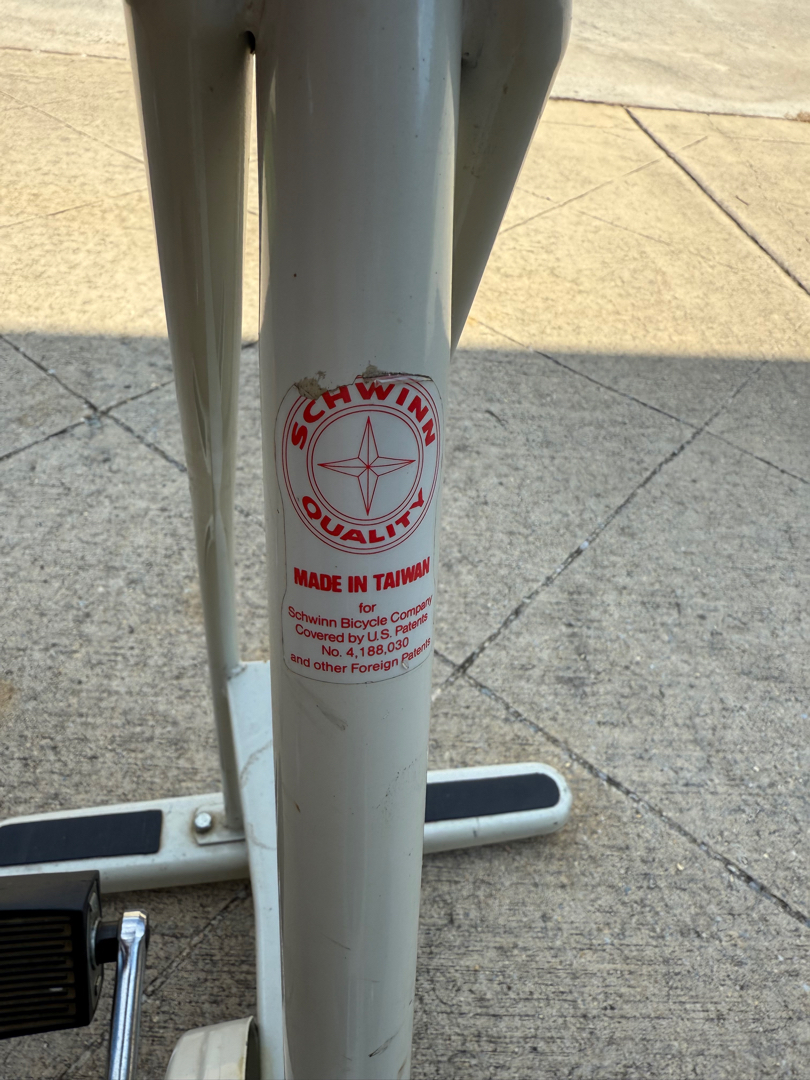 SCHWINN
QUALITY
MADE IN TAIWAN
for
Schwinn Bicycle Company
Covered by U.S. Patents
No. 4,188,030
and other Foreign Patents